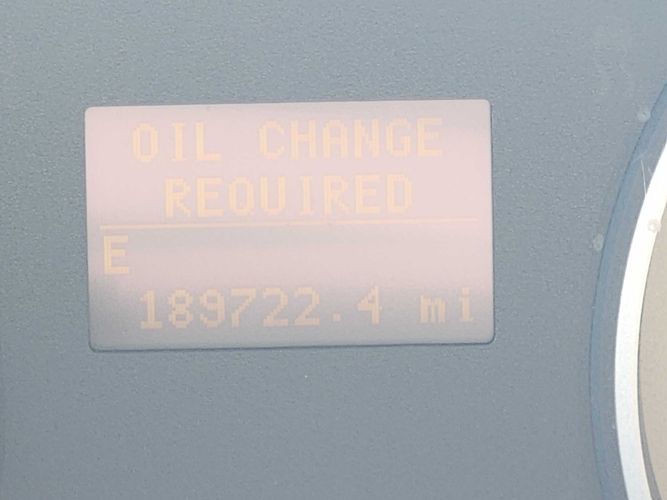 OIL CHANGE
REQUIRED
E
189722.4 mi